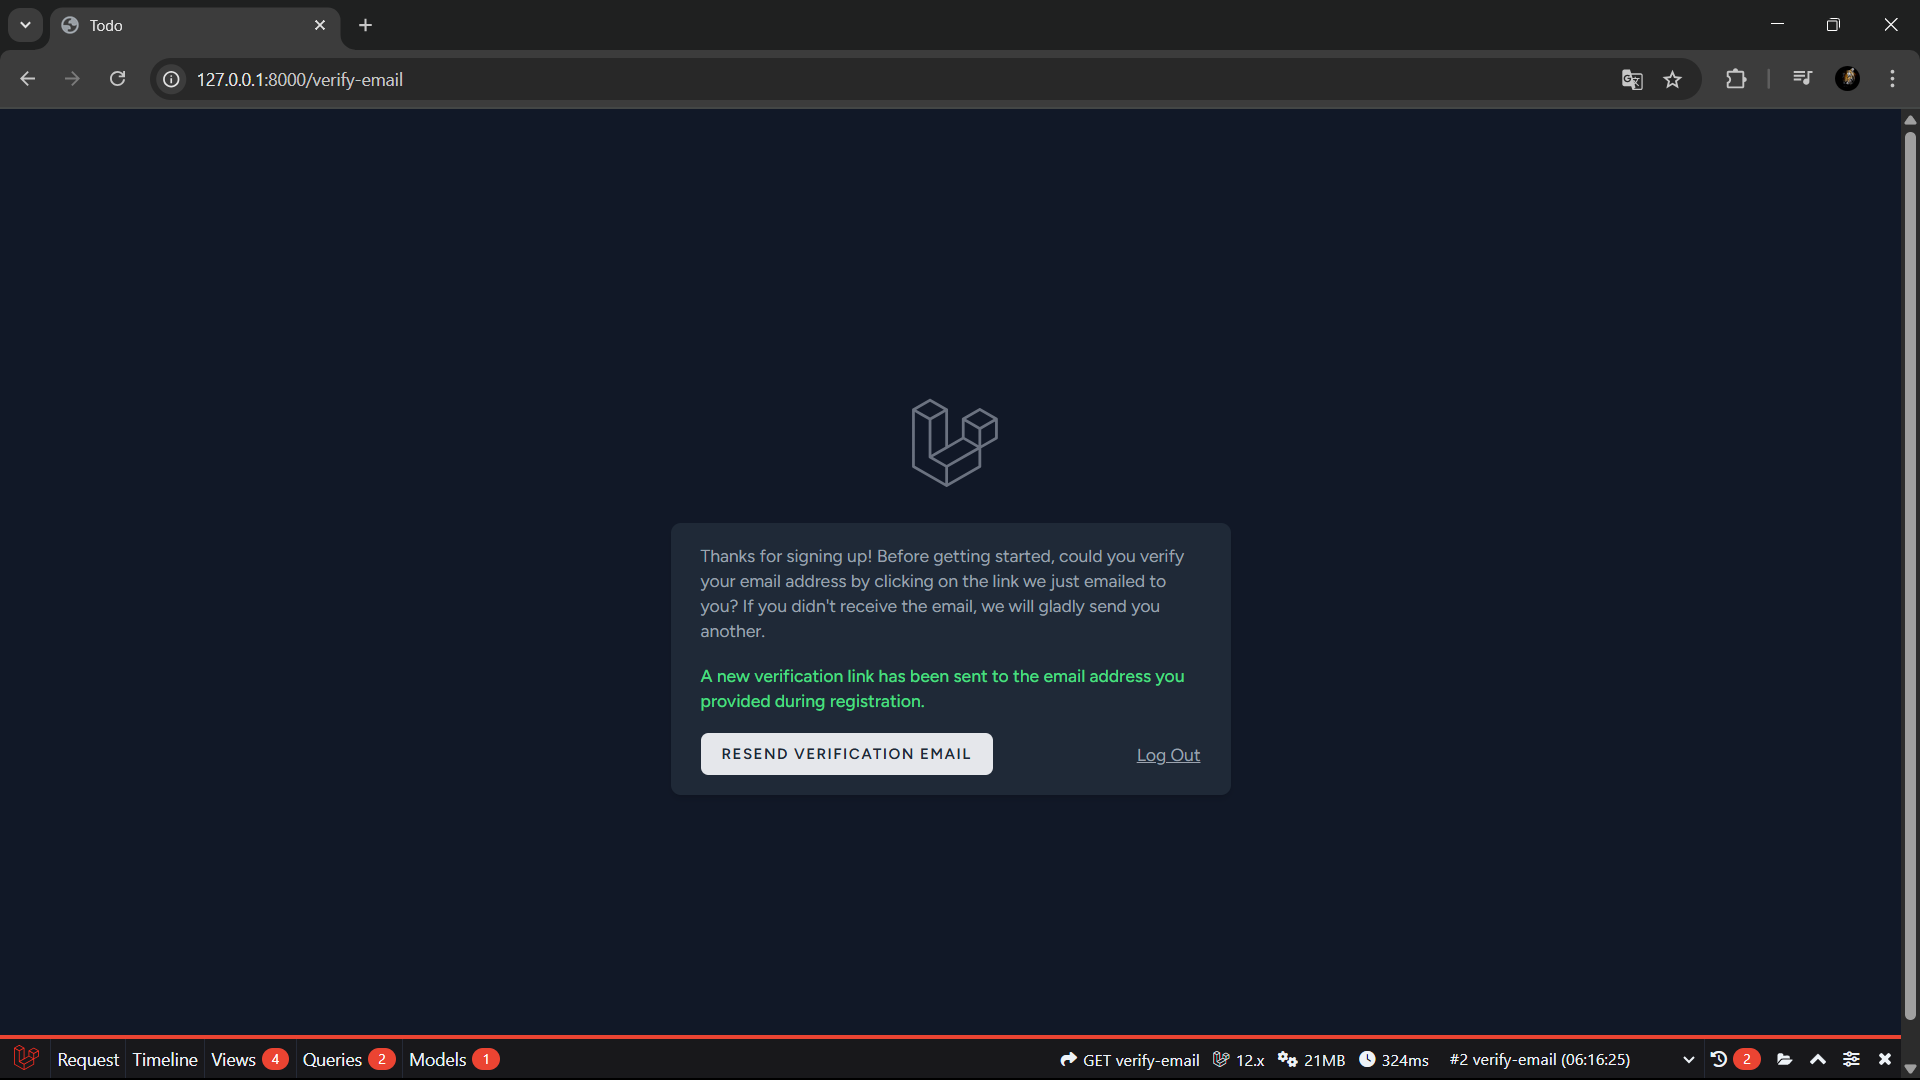 Todo
127.0.0.1:8000/verify-email
Thanks for signing up! Before getting started, could you verify
your email address by clicking on the link we just emailed to
you? If you didn't receive the email, we will gladly send you
another.
A new verification link has been sent to the email address you
provided during registration.
RESEND VERIFICATION EMAIL Log Out
Request Timeline Views 4 Queries 2 Models 1 GET verify-email 12.x 21MB 324ms #2 verify-email (06:16:25) 2